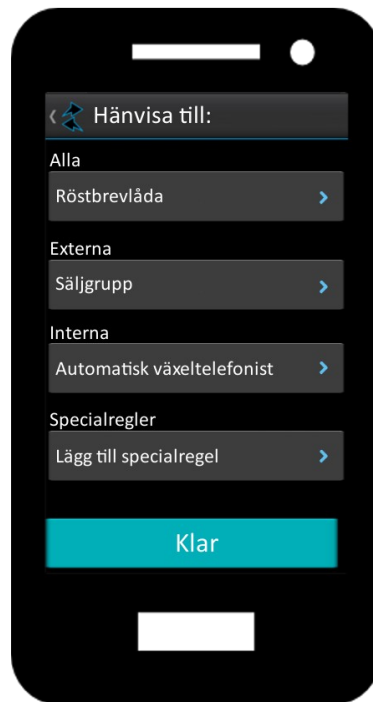 Hänvisa till:
Alla
Röstbrevlåda
Externa
Säljgrupp
Interna
Automatisk växeltelefonist
Specialregler
Lägg till specialregel
Klar